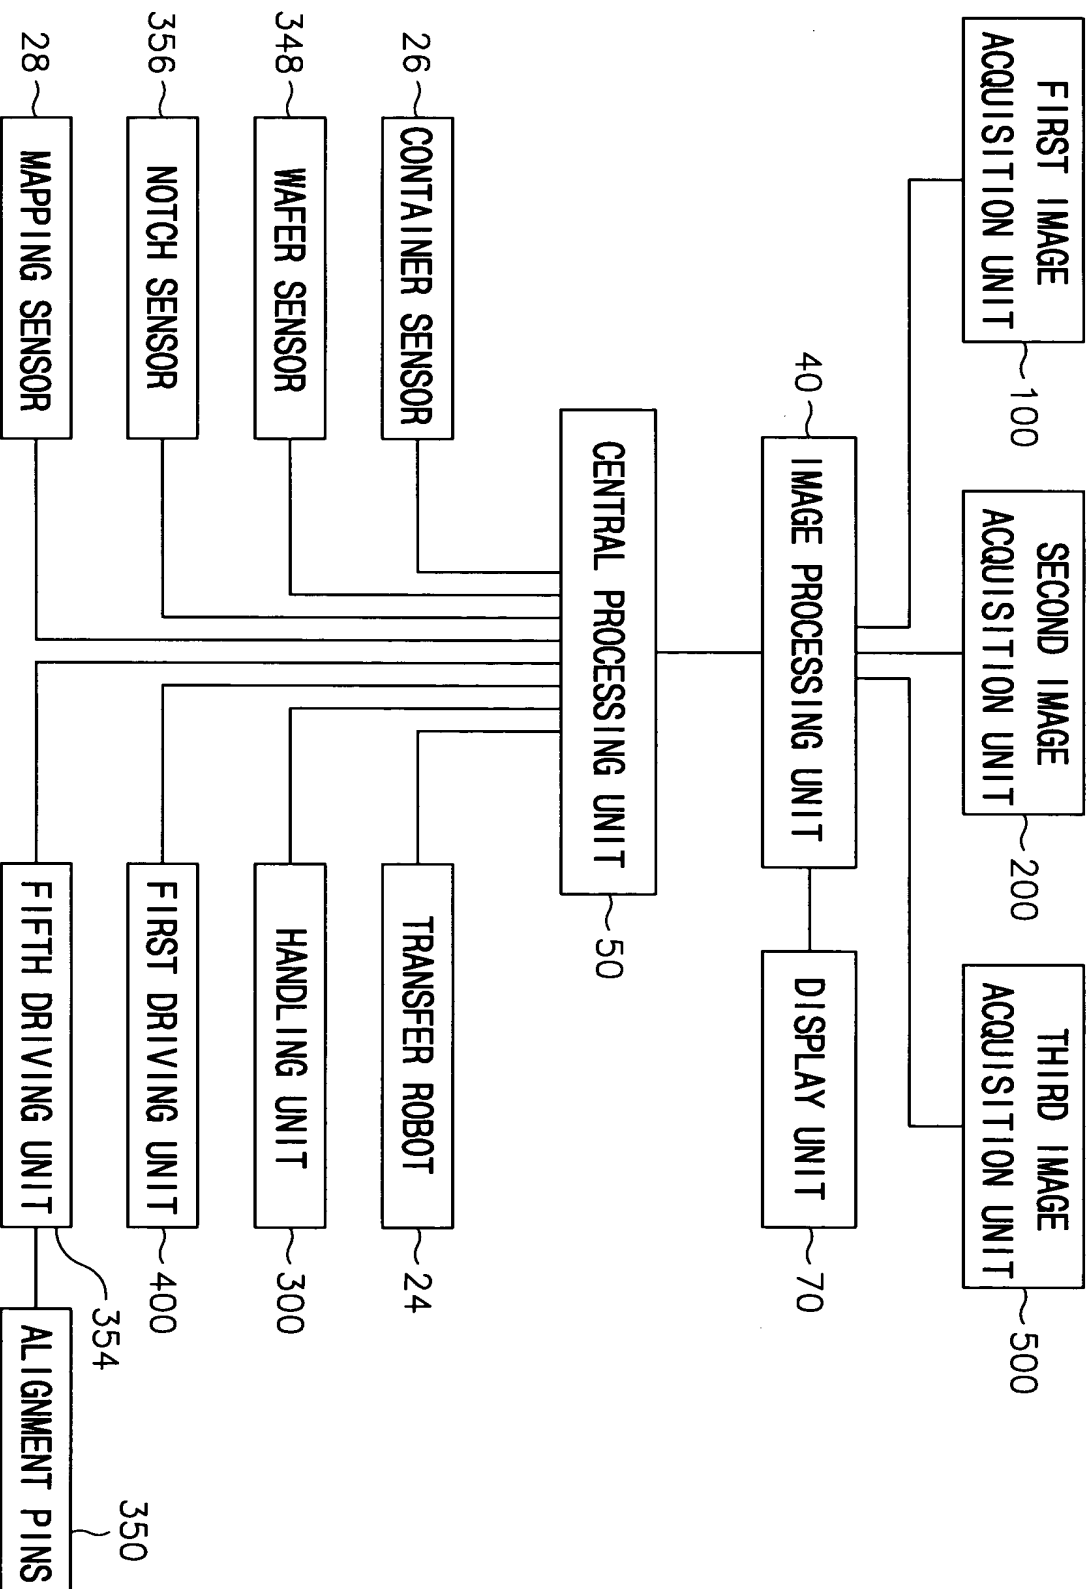 FIRST IMAGE
ACQUISITION UNIT
100
SECOND IMAGE
ACQUISITION UNIT
200
THIRD IMAGE
ACQUISITION UNIT
500
40
IMAGE PROCESSING UNIT
DISPLAY UNIT
70
CENTRAL PROCESSING UNIT
50
26
CONTAINER SENSOR
TRANSFER ROBOT
24
348
WAFER SENSOR
HANDLING UNIT
300
356
NOTCH SENSOR
FIRST DRIVING UNIT
400
28
MAPPING SENSOR
FIFTH DRIVING UNIT
354
ALIGNMENT PINS
350